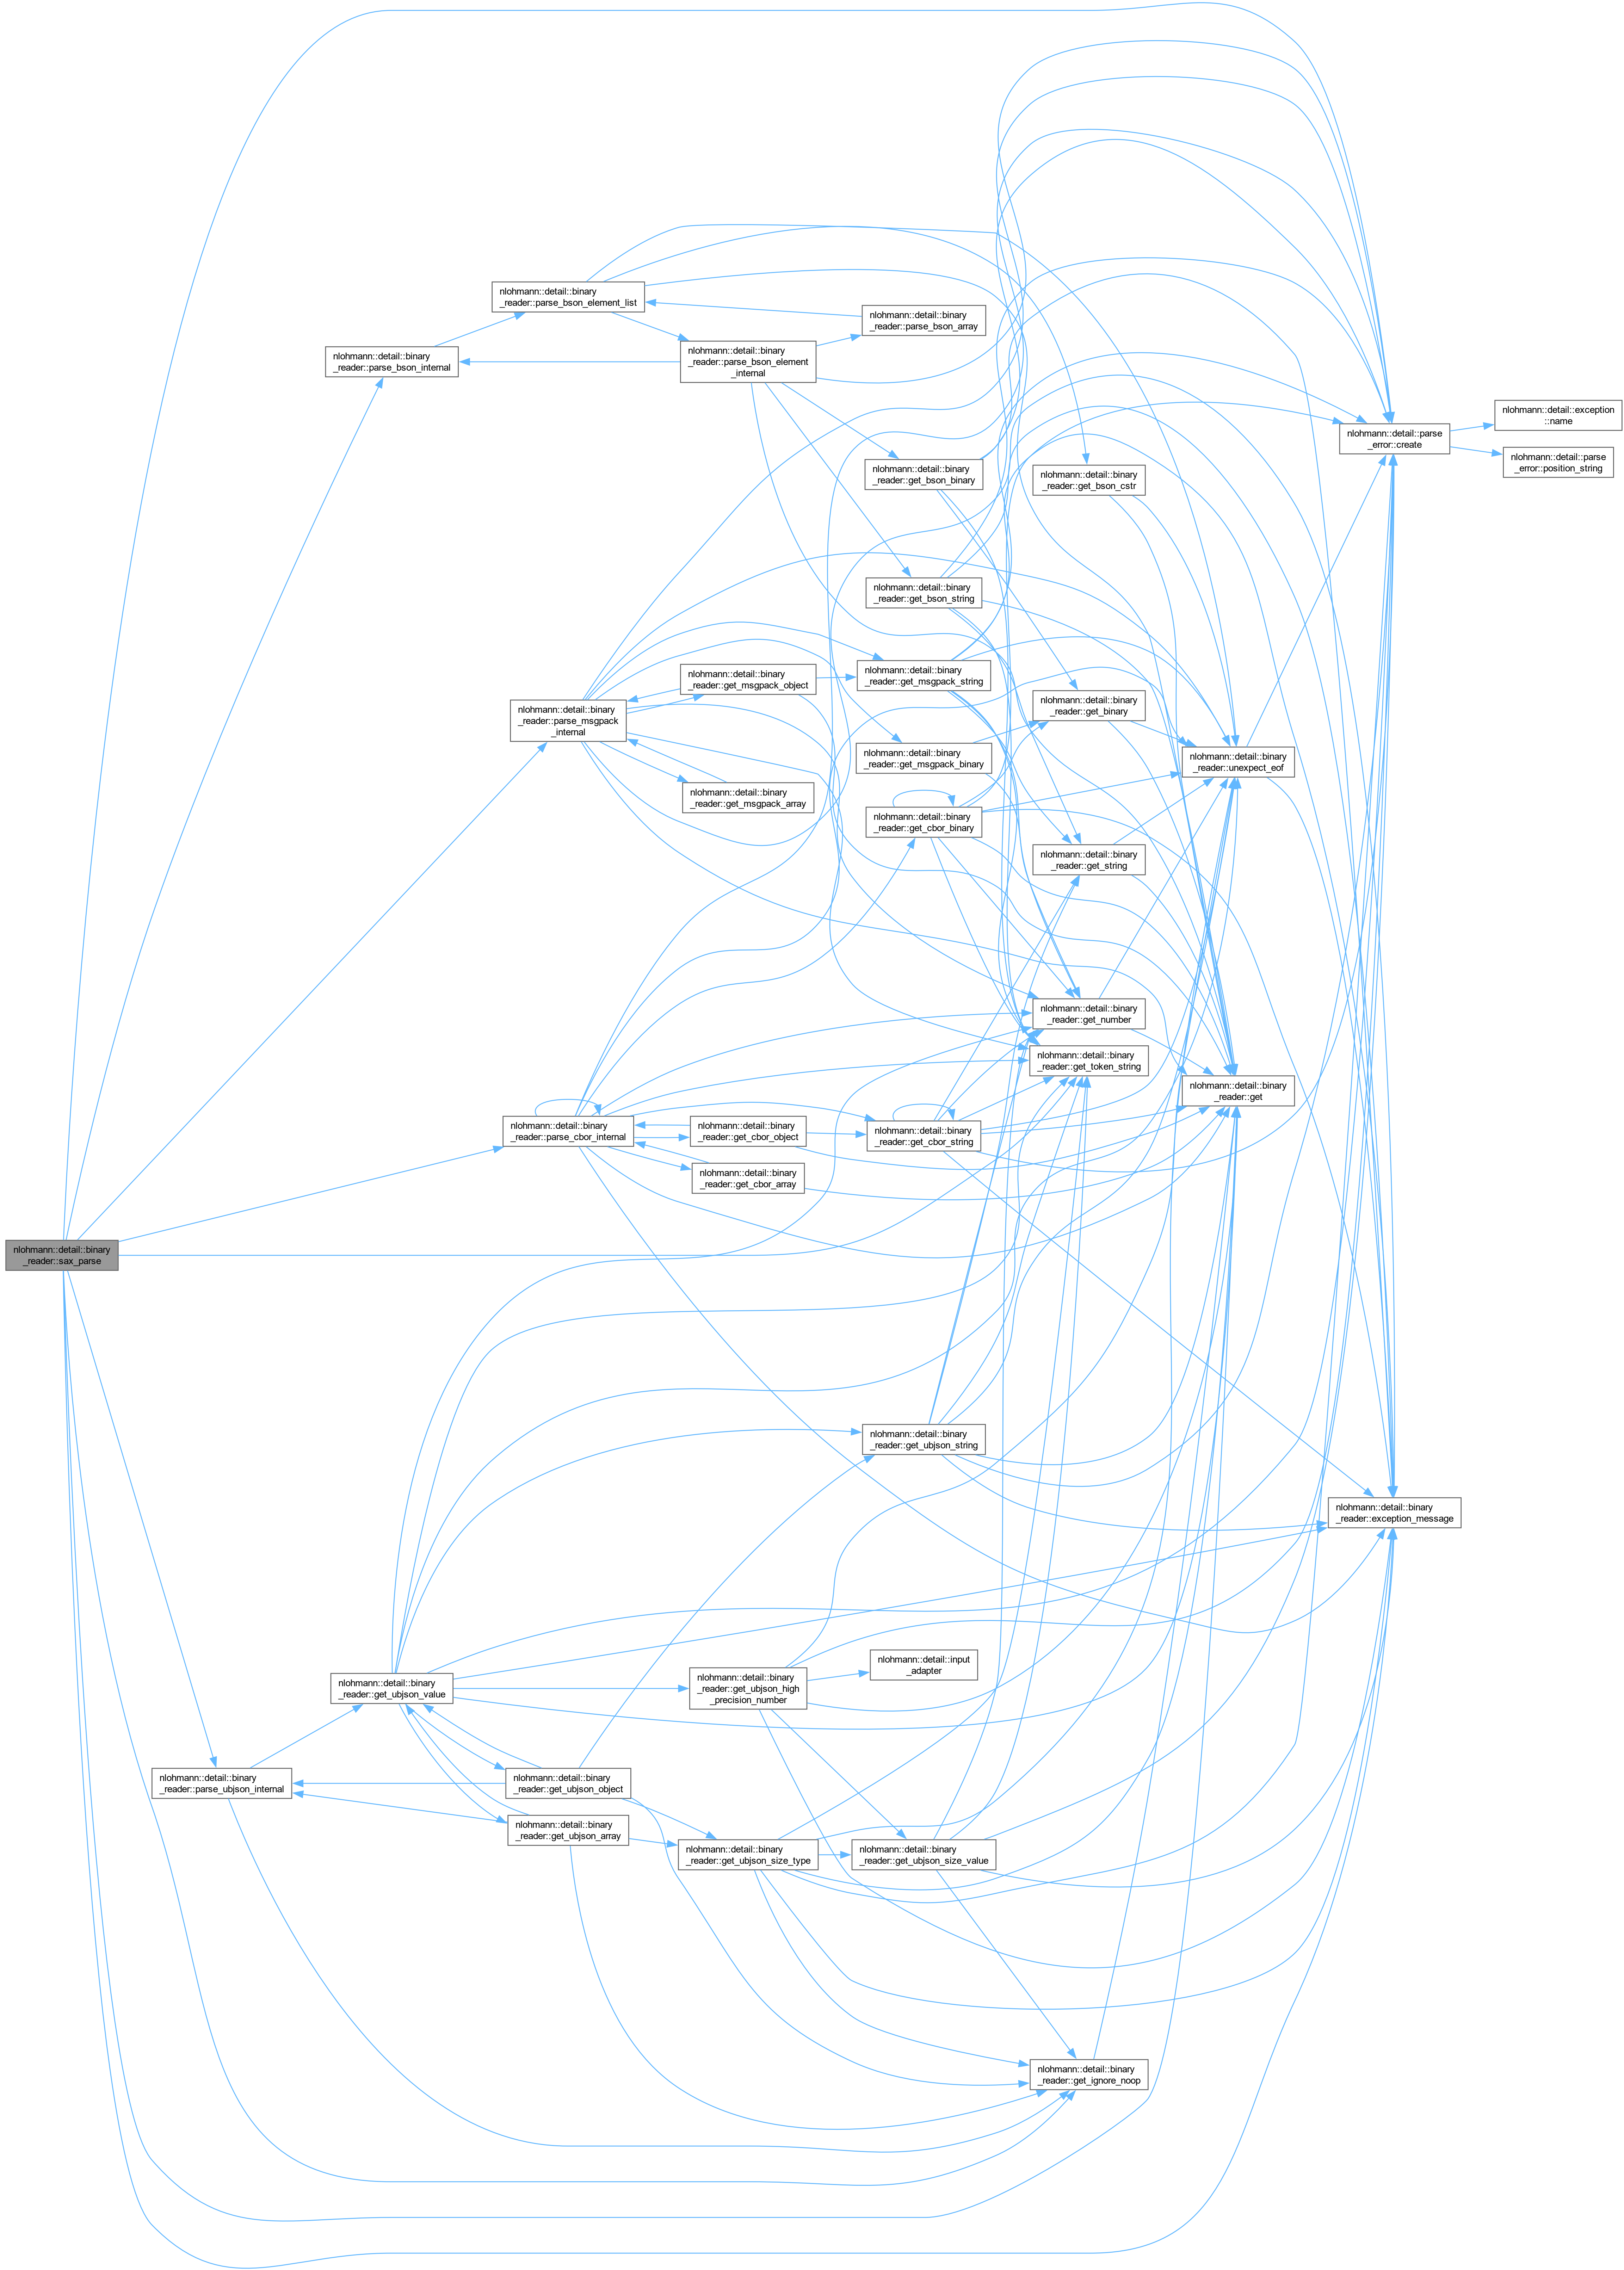 nlohmann::detail::binary
_reader::parse_bson_element_list
nlohmann::detail::binary
_reader::parse_bson_array
nlohmann::detail::binary
_reader::parse_bson_element
_internal
nlohmann::detail::binary
_reader::parse_bson_internal
nlohmann::detail::exception
::name
nlohmann::detail::parse
_error::create
nlohmann::detail::parse
_error::position_string
nlohmann::detail::binary
_reader::get_bson_binary
nlohmann::detail::binary
_reader::get_bson_cstr
nlohmann::detail::binary
_reader::get_bson_string
nlohmann::detail::binary
_reader::get_msgpack_object
nlohmann::detail::binary
_reader::get_msgpack_string
nlohmann::detail::binary
_reader::get_binary
nlohmann::detail::binary
_reader::parse_msgpack
_internal
nlohmann::detail::binary
_reader::get_msgpack_binary
nlohmann::detail::binary
_reader::unexpect_eof
nlohmann::detail::binary
_reader::get_msgpack_array
nlohmann::detail::binary
_reader::get_cbor_binary
nlohmann::detail::binary
_reader::get_string
nlohmann::detail::binary
_reader::get_number
nlohmann::detail::binary
_reader::get_token_string
nlohmann::detail::binary
_reader::get
nlohmann::detail::binary
_reader::parse_cbor_internal
nlohmann::detail::binary
_reader::get_cbor_object
nlohmann::detail::binary
_reader::get_cbor_string
nlohmann::detail::binary
_reader::get_cbor_array
nlohmann::detail::binary
_reader::sax_parse
nlohmann::detail::binary
_reader::get_ubjson_string
nlohmann::detail::binary
_reader::exception_message
nlohmann::detail::input
_adapter
nlohmann::detail::binary
_reader::get_ubjson_value
nlohmann::detail::binary
_reader::get_ubjson_high
_precision_number
nlohmann::detail::binary
_reader::parse_ubjson_internal
nlohmann::detail::binary
_reader::get_ubjson_object
nlohmann::detail::binary
_reader::get_ubjson_array
nlohmann::detail::binary
_reader::get_ubjson_size_type
nlohmann::detail::binary
_reader::get_ubjson_size_value
nlohmann::detail::binary
_reader::get_ignore_noop